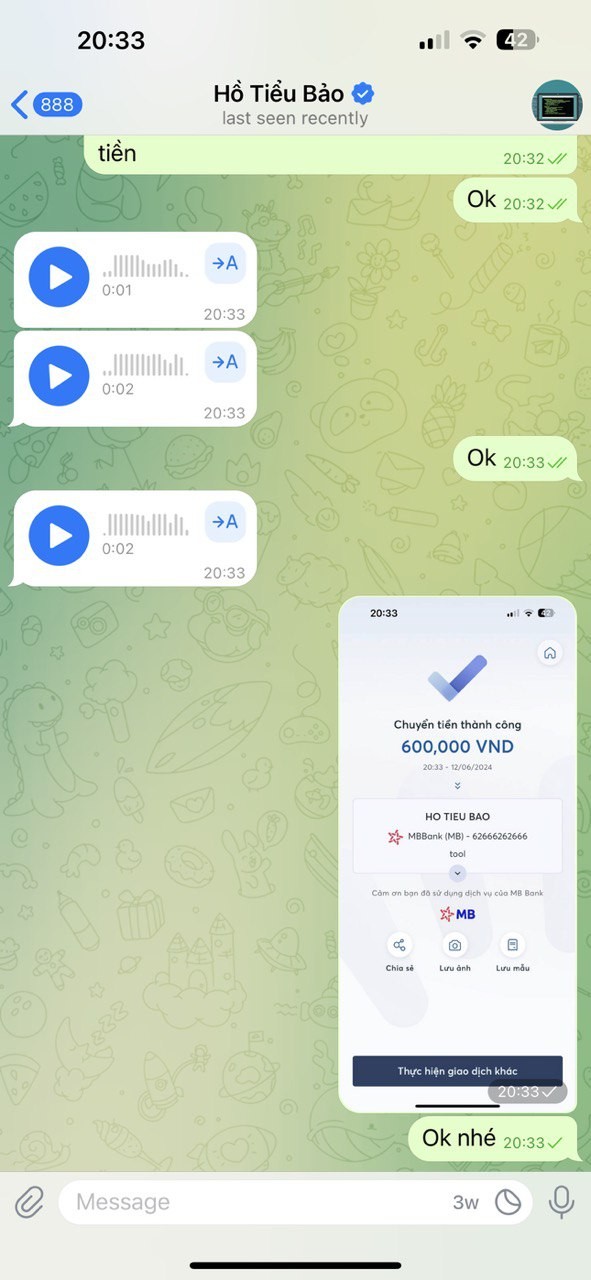 20:33
42
888
Hồ Tiểu Bảo
last seen recently
tiền
20:32
Ok 20:32
→A
0:01
20:33
→A
0:02
20:33
Ok 20:33
→A
0:02
20:33
20:33
42
Chuyển tiền thành công
600,000 VND
20:33 - 12/06/2024
HO TIEU BAO
MBBank (MB) - 62666262666
tool
Cảm ơn bạn đã sử dụng dịch vụ của MB Bank
MB
Chia sẻ Lưu ảnh Lưu mẫu
Thực hiện giao dịch khác
20:33
Ok nhé 20:33
Message 3w